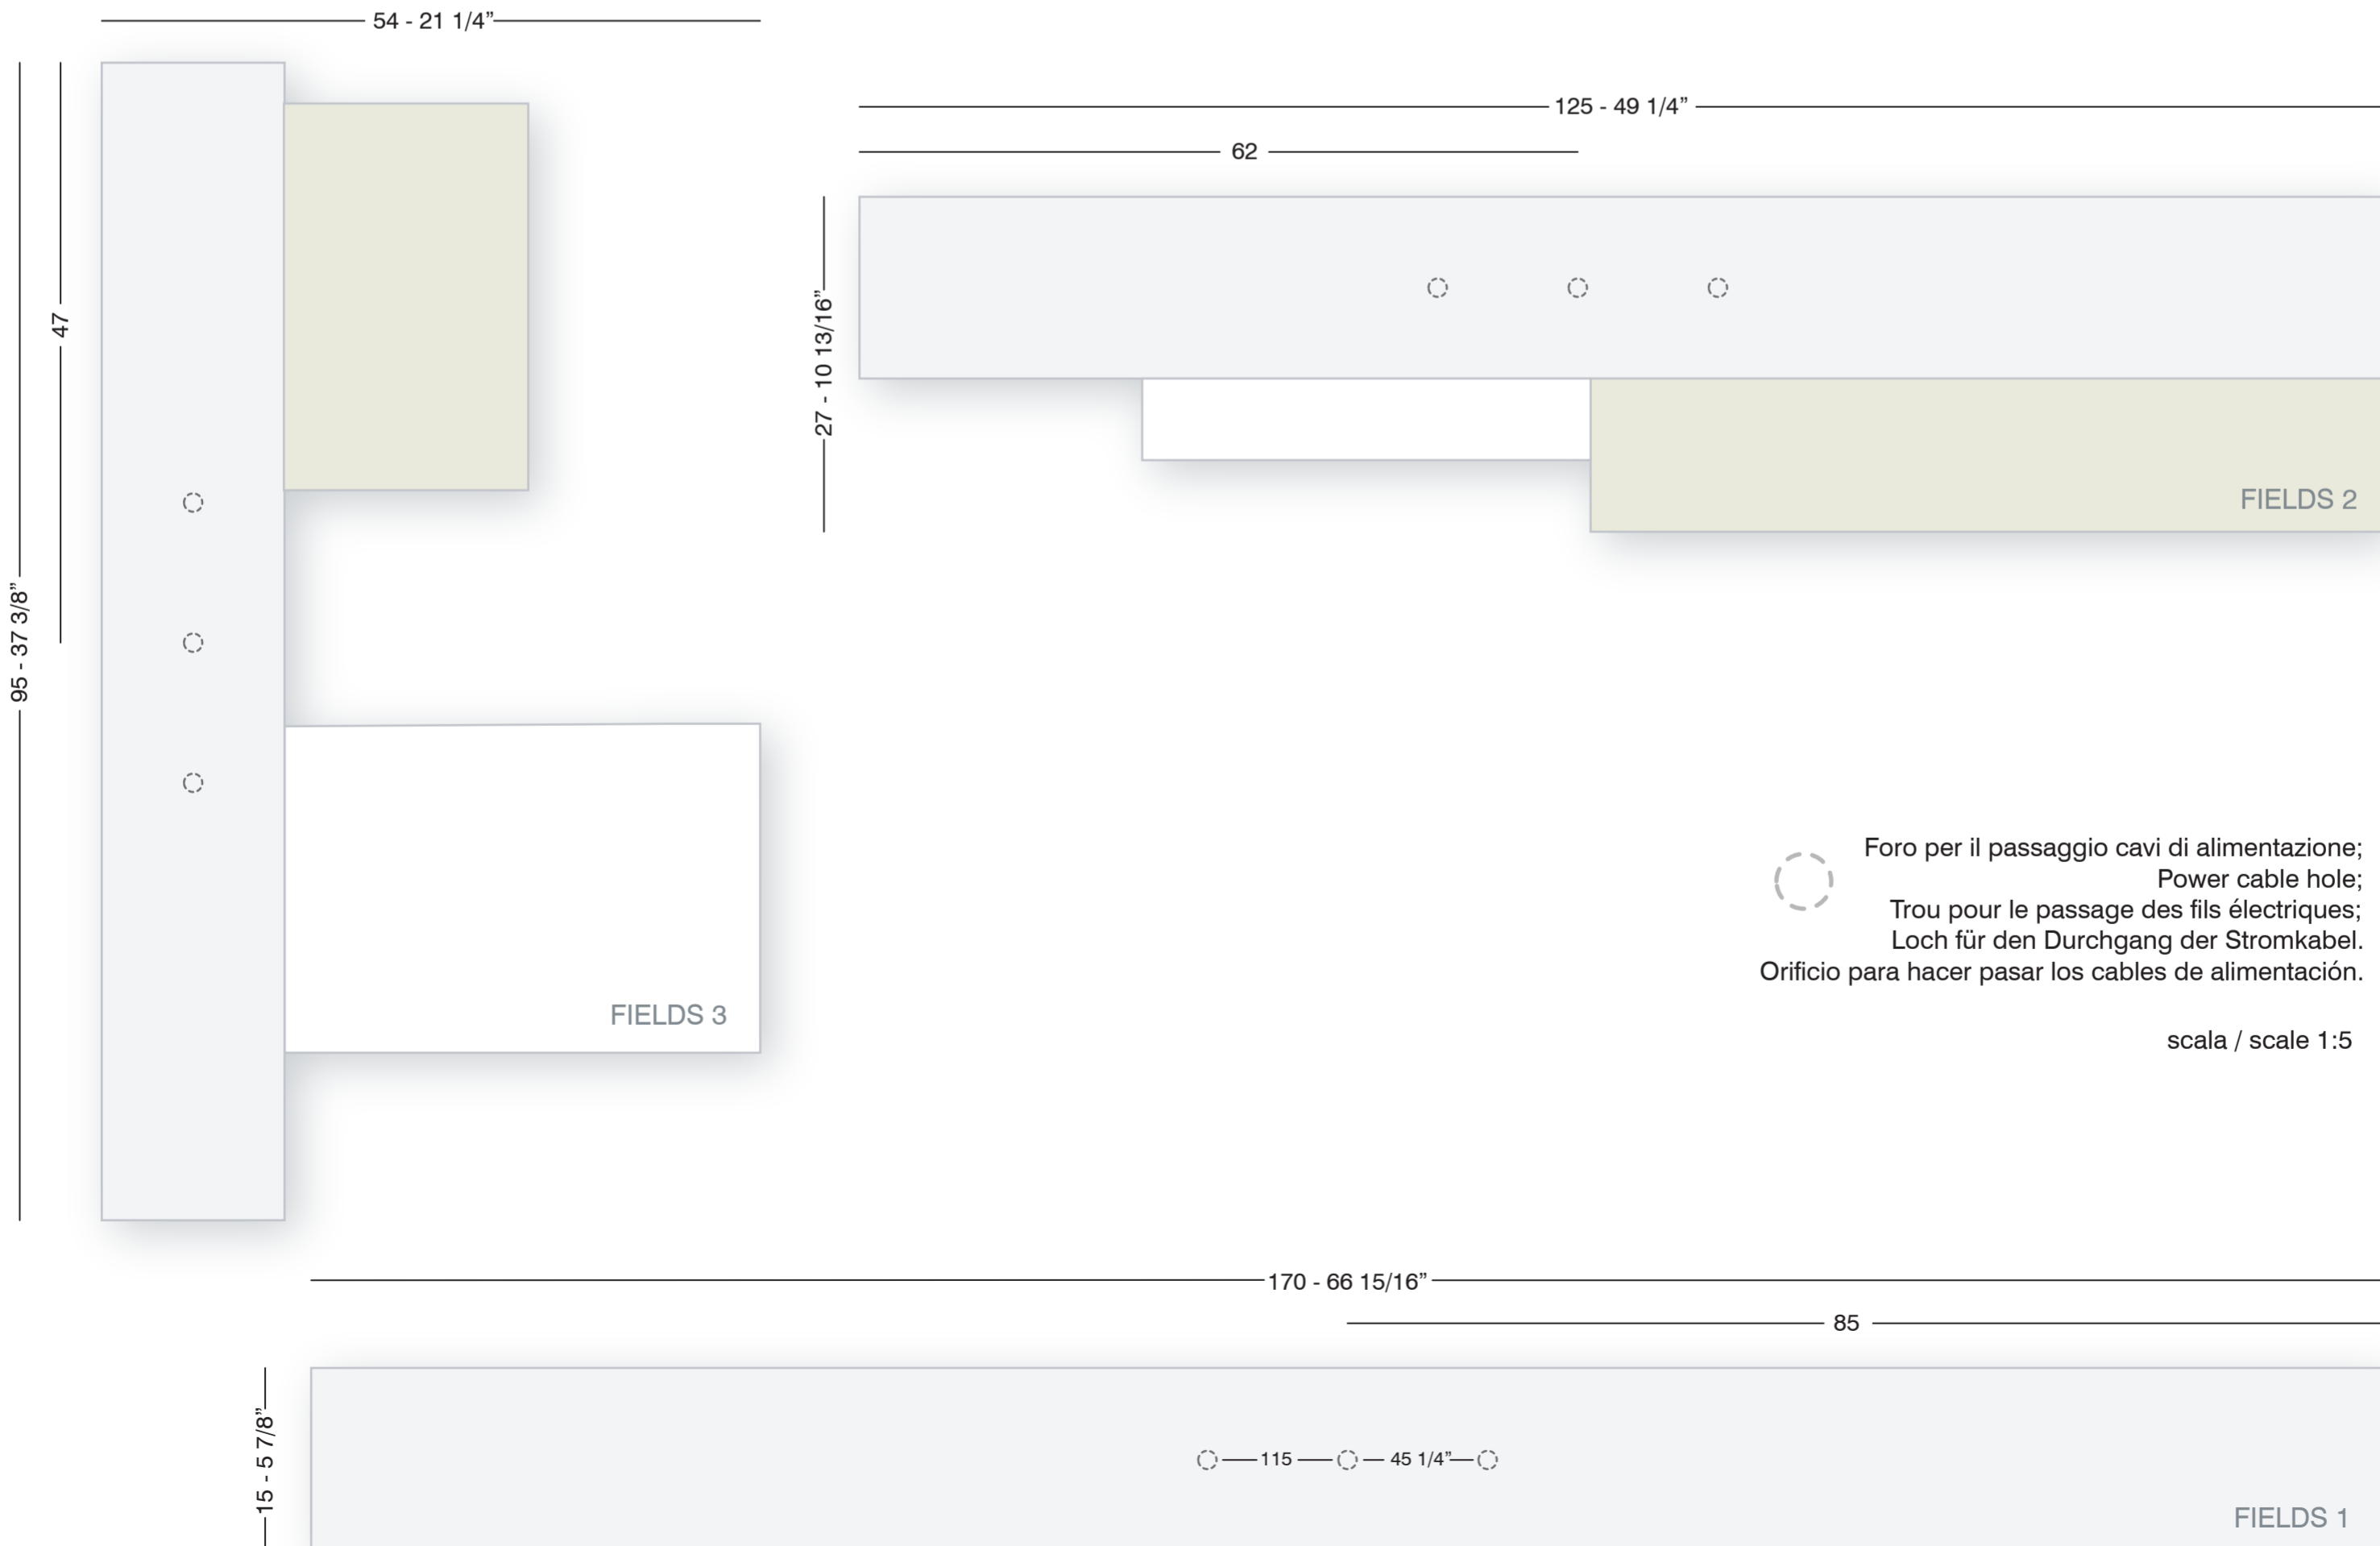 54 - 21 1/4”
125 - 49 1/4”
62
47
95 - 37 3/8”
27 - 10 13/16”
FIELDS 2
FIELDS 3
Foro per il passaggio cavi di alimentazione;
Power cable hole;
Trou pour le passage des fils électriques;
Loch für den Durchgang der Stromkabel.
Orificio para hacer pasar los cables de alimentación.
scala / scale 1:5
170 - 66 15/16”
85
15 - 5 7/8”
115
45 1/4”
FIELDS 1